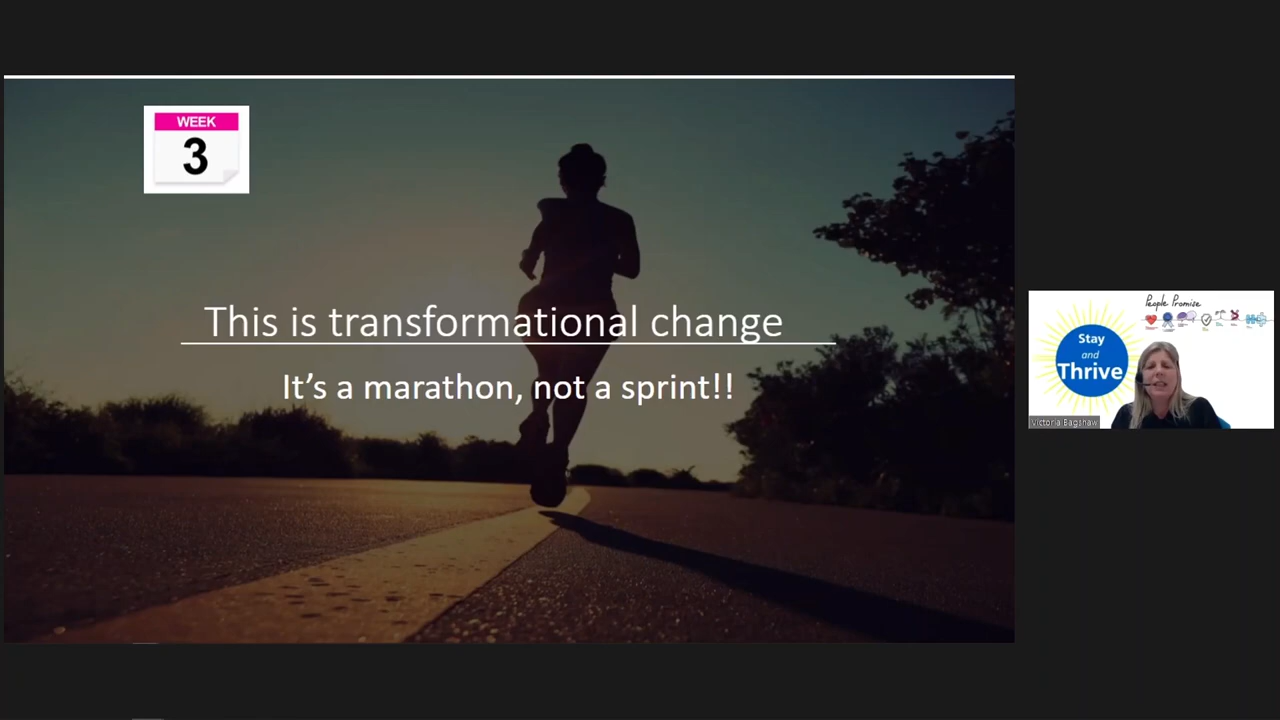 WEEK
3
This is transformational change
It’s a marathon, not a sprint!!
People Promise
Stay
and
Thrive
Victoria Bagshaw